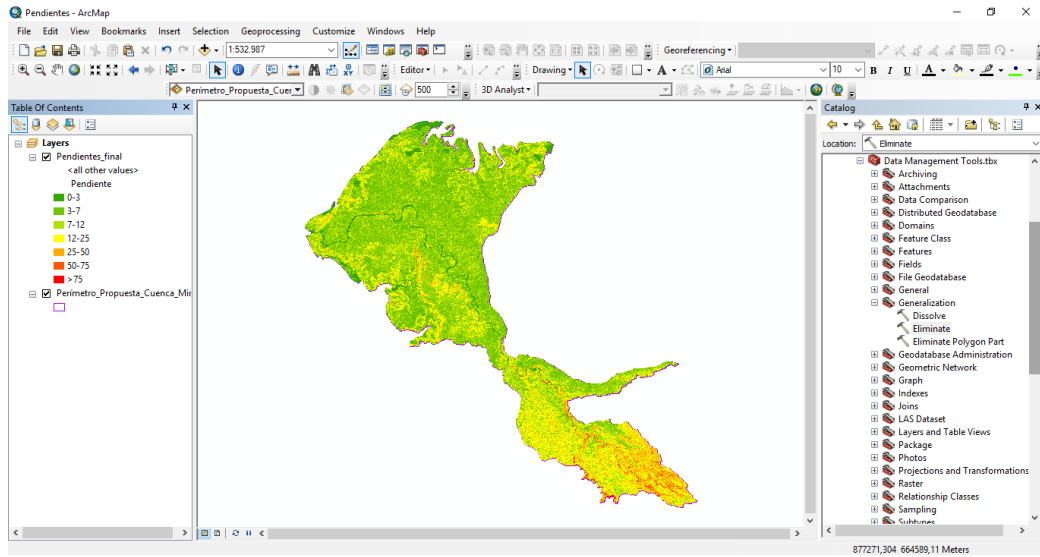 Pendientes - ArcMap
File Edit View Bookmarks Insert Selection Geoprocessing Customize Windows Help
1:532.987
Georeferencing
Editor
Drawing
Arial
10
B I U A
Perímetro_Propuesta_Cuer
500
3D Analyst
Table Of Contents
Layers
Pendientes_final
<all other values>
Pendiente
0-3
3-7
7-12
12-25
25-50
50-75
>75
Perímetro_Propuesta_Cuenca_Mir
Catalog
Location: Eliminate
Data Management Tools.tbx
Archiving
Attachments
Data Comparison
Distributed Geodatabase
Domains
Feature Class
Features
Fields
File Geodatabase
General
Generalization
Dissolve
Eliminate
Eliminate Polygon Part
Geodatabase Administration
Geometric Network
Graph
Indexes
Joins
LAS Dataset
Layers and Table Views
Package
Photos
Projections and Transformations
Raster
Relationship Classes
Sampling
Subtypes
877271,304 664589,11 Meters